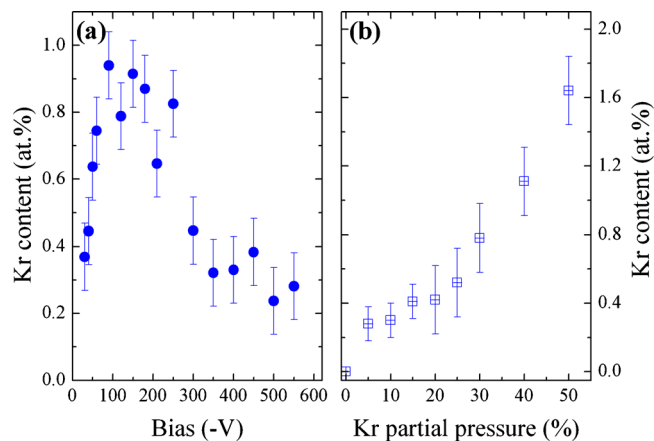 (a)
(b)
Kr content (at.%)
1.0
0.8
0.6
0.4
0.2
0.0
0 100 200 300 400 500 600
Bias (-V)
2.0
1.6
1.2
0.8
0.4
0.0
Kr content (at.%)
0 10 20 30 40 50
Kr partial pressure (%)